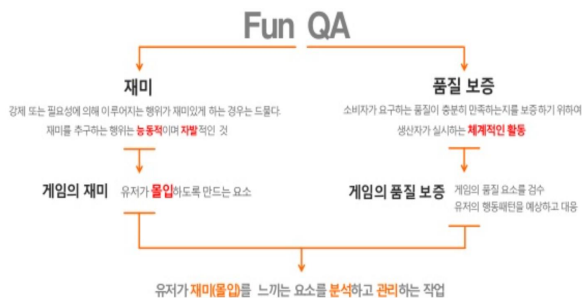 Fun QA
재미
강제 또는 필요성에 의해 이루어지는 행위가 재미있게 하는 경우는 드물다.
재미를 추구하는 행위는 능동적이며 자발적인 것
게임의 재미 유저가 몰입하도록 만드는 요소
품질 보증
소비자가 요구하는 품질이 충분히 만족하는지를 보증하기 위하여
생산자가 실시하는 체계적인 활동
게임의 품질 보증
게임의 품질 요소를 검수
유저의 행동패턴을 예상하고 대응
유저가 재미(몰입)를 느끼는 요소를 분석하고 관리하는 작업